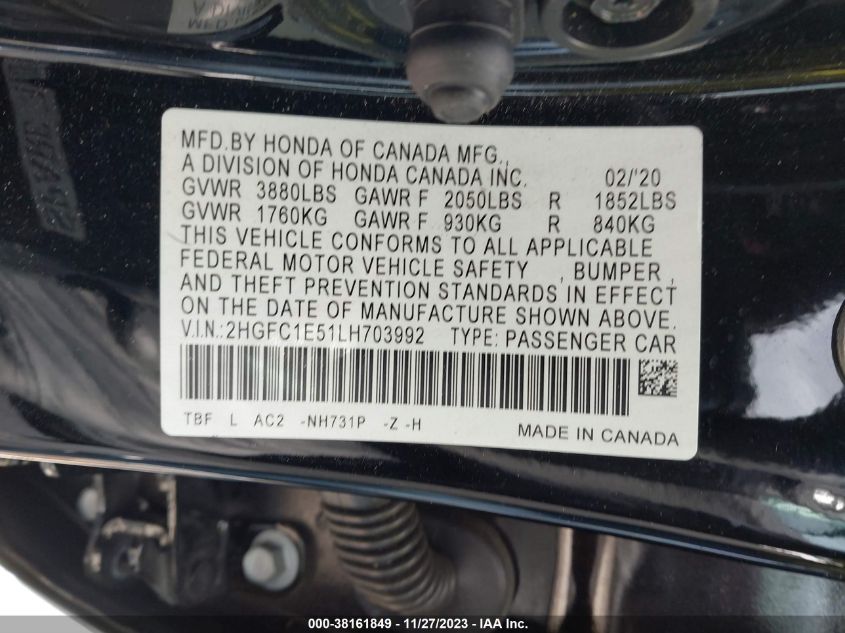 MFD.BY HONDA OF CANADA MFG.,
A DIVISION OF HONDA CANADA INC. 02/'20
GVWR 3880LBS GAWR F 2050LBS R 1852LBS
GVWR 1760KG GAWR F 930KG R 840KG
THIS VEHICLE CONFORMS TO ALL APPLICABLE
FEDERAL MOTOR VEHICLE SAFETY , BUMPER ,
AND THEFT PREVENTION STANDARDS IN EFFECT
ON THE DATE OF MANUFACTURE SHOWN ABOVE.
V.I.N.:2HGFC1E51LH703992 TYPE: PASSENGER CAR
TBF L AC2 -NH731P -Z -H
MADE IN CANADA
000-38161849 | 11/27/2023 - IAA Inc.